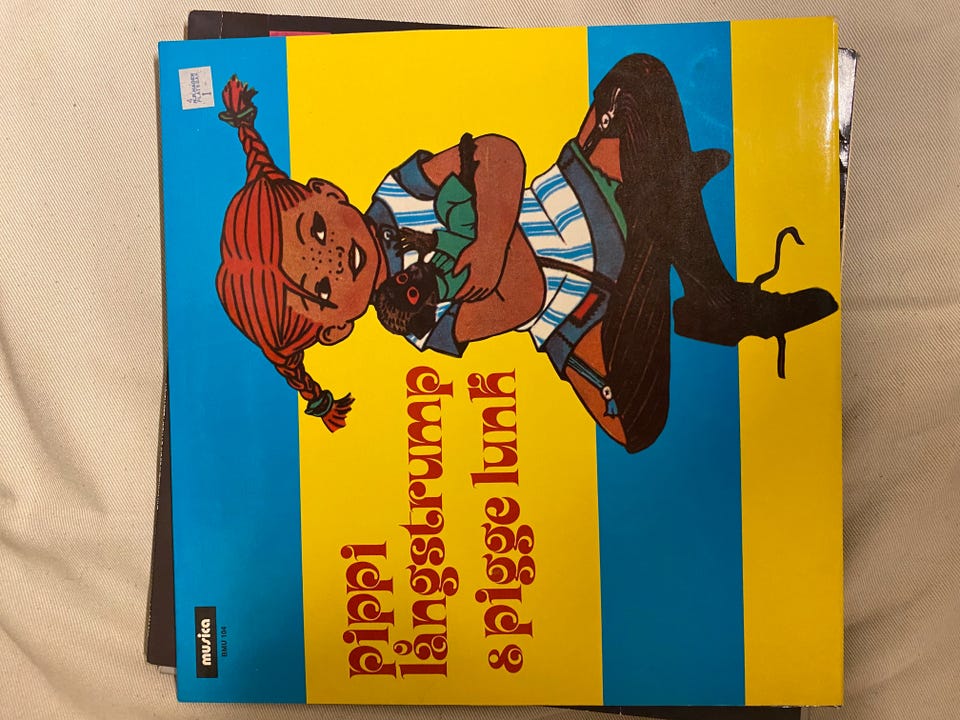 musica
BMU 104
pippi
långstrump
& pigge lunk